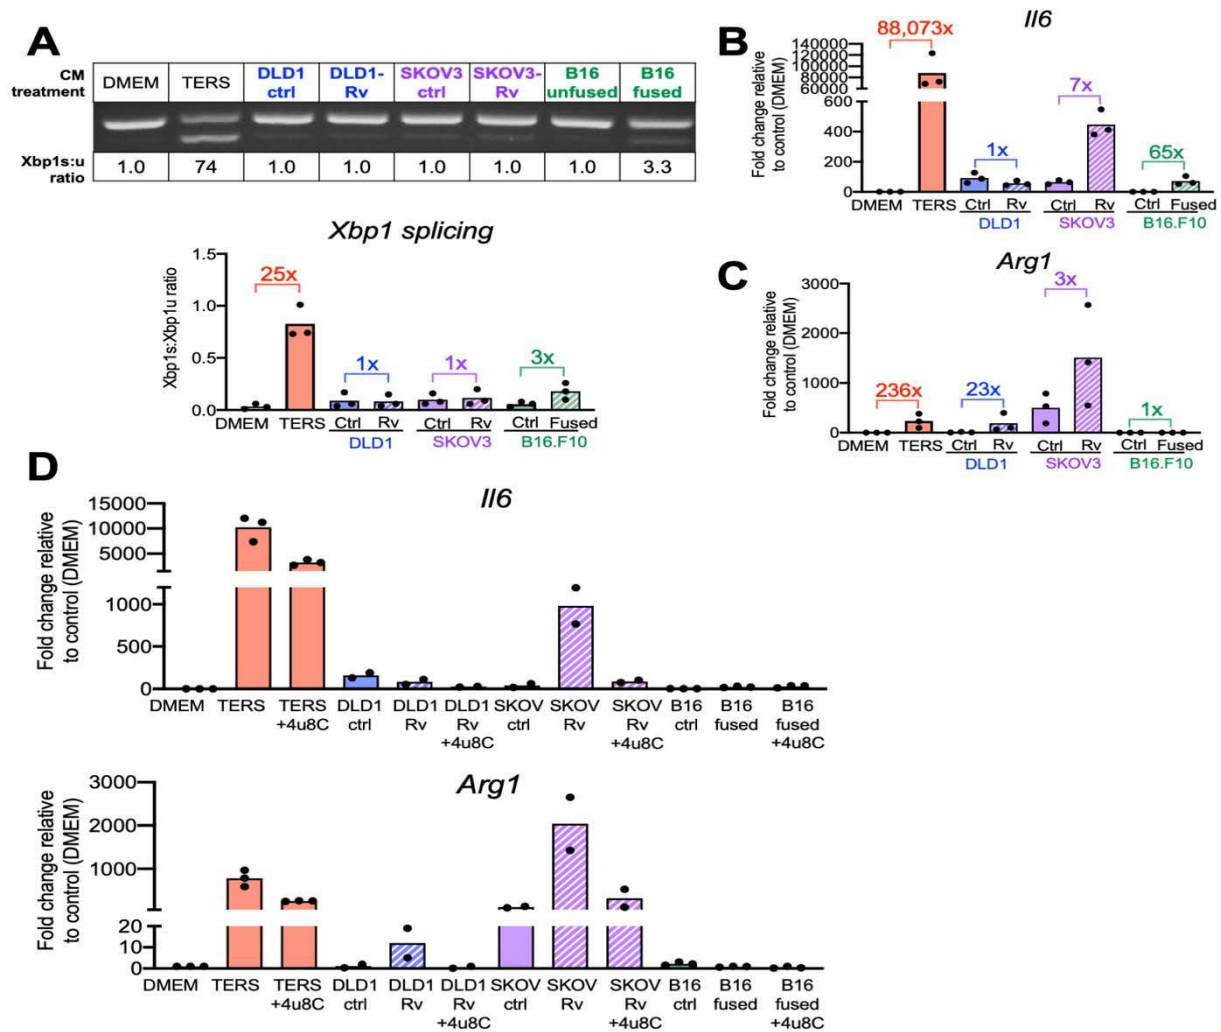 A
CM treatment DMEM TERS DLD1 ctrl DLD1-Rv SKOV3 ctrl SKOV3-Rv B16 unfused B16 fused
Xbp1s:u ratio 1.0 74 1.0 1.0 1.0 1.0 1.0 3.3
Xbp1 splicing
Xbp1s:Xbp1u ratio
1.5
1.0
0.5
0.0
25x 1x 1x 3x
DMEM TERS Ctrl Rv Ctrl Rv Ctrl Fused
DLD1 SKOV3 B16.F10
B
Il6
Fold change relative
to control (DMEM)
140000
120000
100000
80000
60000
600
400
200
0
88,073x 1x 7x 65x
DMEM TERS Ctrl Rv Ctrl Rv Ctrl Fused
DLD1 SKOV3 B16.F10
C
Arg1
Fold change relative
to control (DMEM)
3000
2000
1000
0
236x 23x 3x 1x
DMEM TERS Ctrl Rv Ctrl Rv Ctrl Fused
DLD1 SKOV3 B16.F10
D
Il6
Fold change relative
to control (DMEM)
15000
10000
5000
1000
500
0
DMEM TERS TERS DLD1 DLD1 DLD1 SKOV SKOV SKOV B16 B16 B16
+4u8C ctrl Rv Rv ctrl Rv Rv ctrl fused fused
+4u8C +4u8C +4u8C
Arg1
Fold change relative
to control (DMEM)
3000
2000
1000
20
10
0
DMEM TERS TERS DLD1 DLD1 DLD1 SKOV SKOV SKOV B16 B16 B16
+4u8C ctrl Rv Rv ctrl Rv Rv ctrl fused fused
+4u8C +4u8C +4u8C